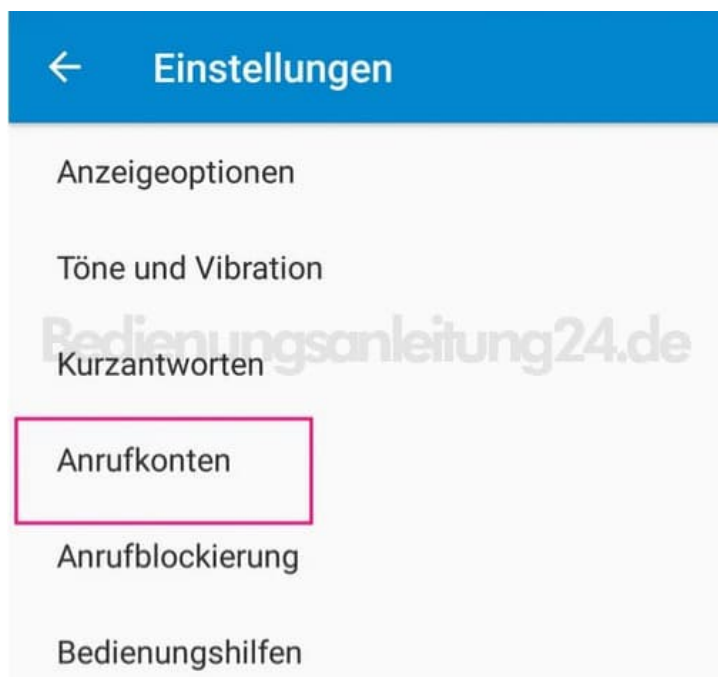 Einstellungen
Anzeigeoptionen
Töne und Vibration
Bedienungsanleitung24.de
Kurzantworten
Anrufkonten
Anrufblockierung
Bedienungshilfen